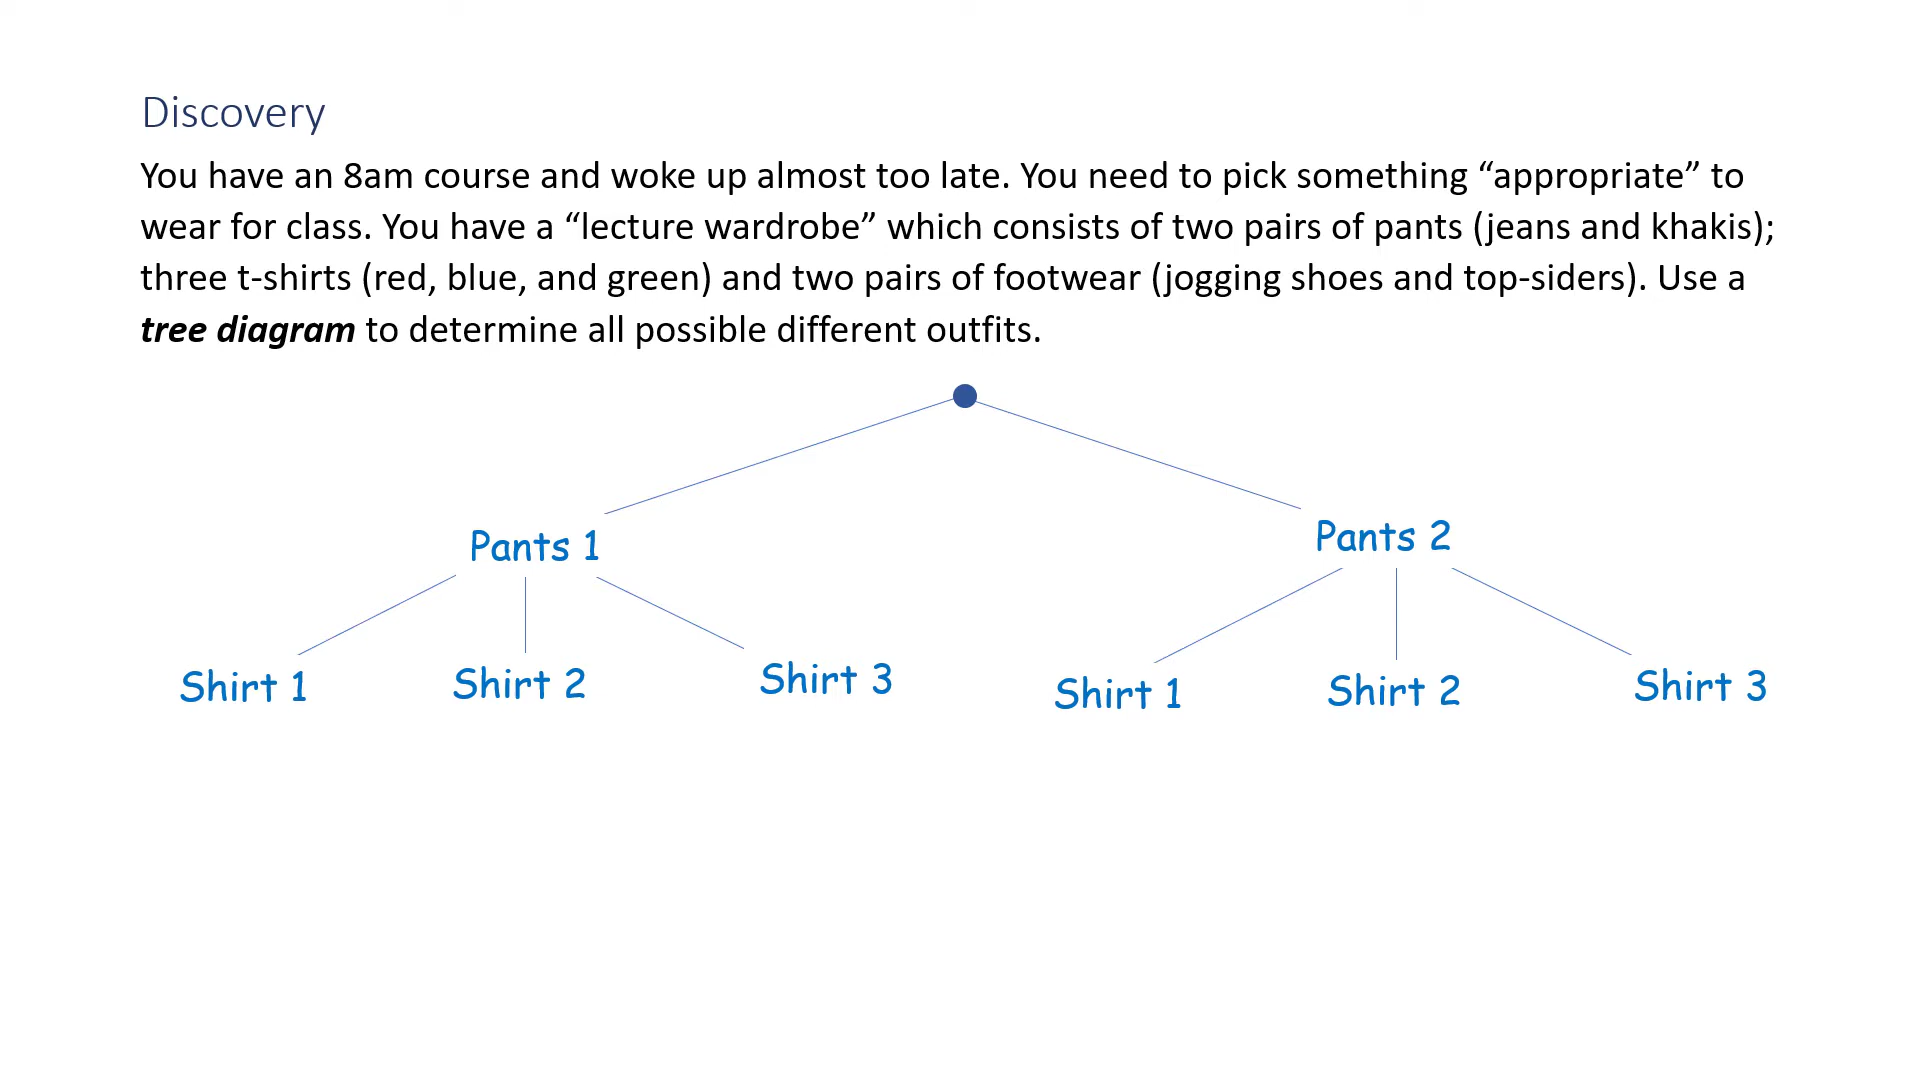 Discovery
You have an 8am course and woke up almost too late. You need to pick something “appropriate” to
wear for class. You have a “lecture wardrobe” which consists of two pairs of pants (jeans and khakis);
three t-shirts (red, blue, and green) and two pairs of footwear (jogging shoes and top-siders). Use a
tree diagram to determine all possible different outfits.
Pants 1
Pants 2
Shirt 1
Shirt 2
Shirt 3
Shirt 1
Shirt 2
Shirt 3